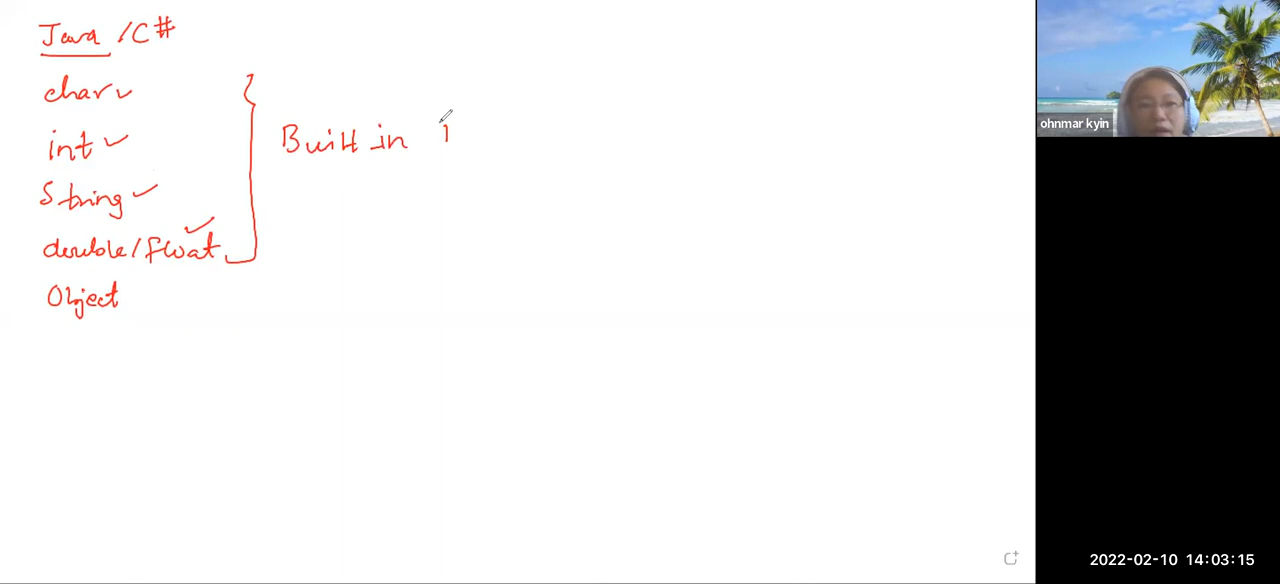 Java /C#
char ✓
int ✓
String ✓
double/float ✓
Object
Built in
ohnmar kyin
2022-02-10 14:03:15